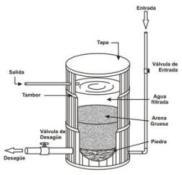 Entrada
Tapa
Válvula de
Entrada
Salida
Tambor
Agua
filtrada
Arena
Gruesa
Válvula de
Desagüe
Piedra
Desagüe